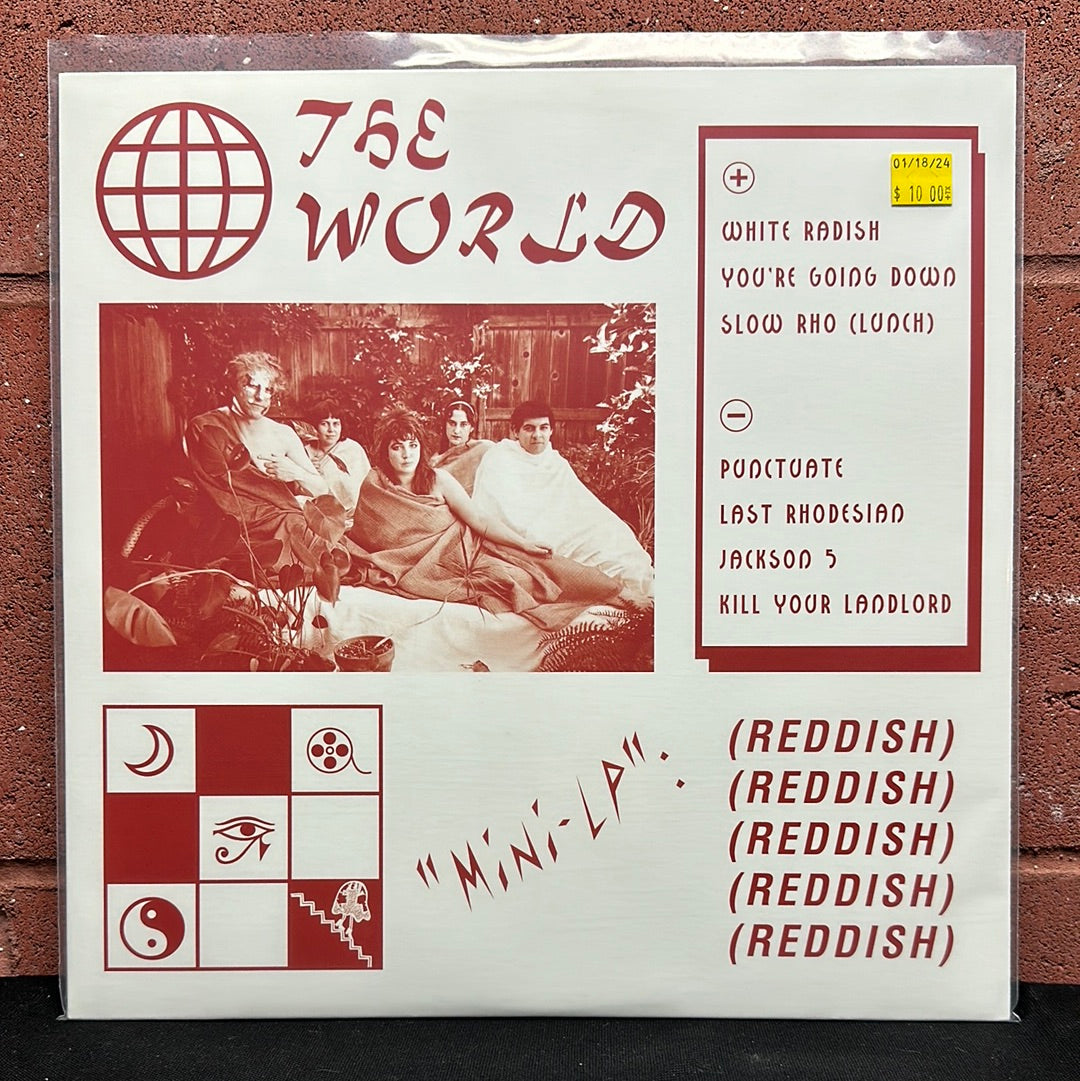 THE
WORLD
01/18/24
$ 10 00
⊕
WHITE RADISH
YOU'RE GOING DOWN
SLOW RHO (LUNCH)
⊖
PUNCTUATE
LAST RHODESIAN
JACKSON 5
KILL YOUR LANDLORD
"MiNi-LP":
(REDDISH)
(REDDISH)
(REDDISH)
(REDDISH)
(REDDISH)